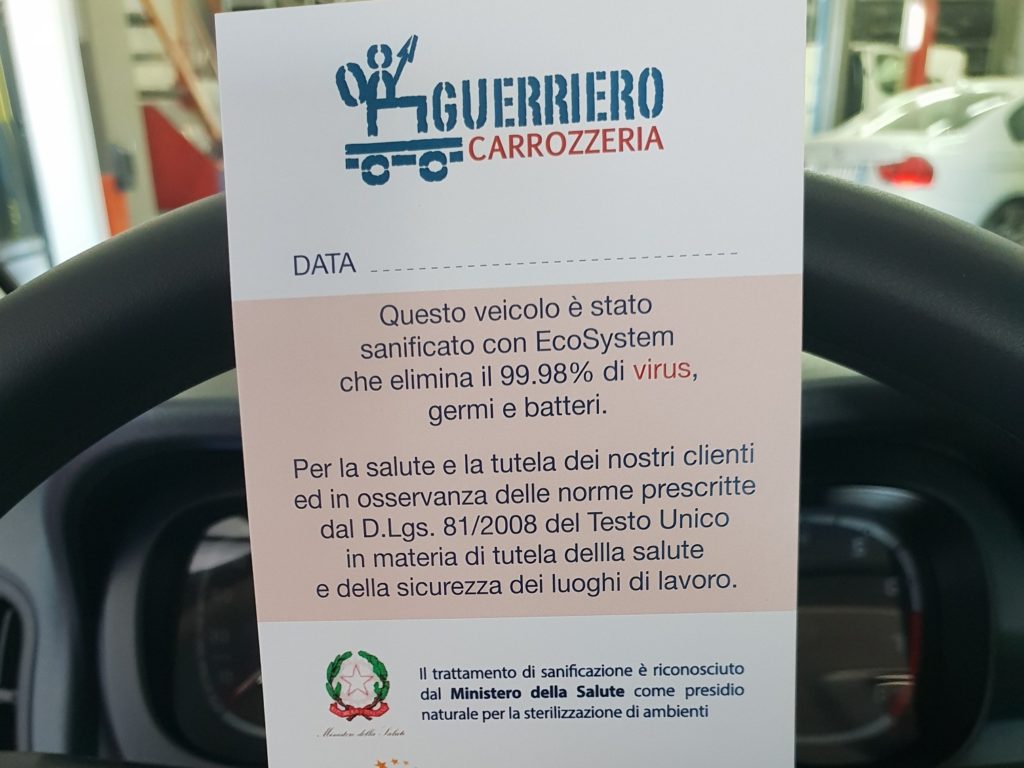 GUERRIERO
CARROZZERIA
DATA
Questo veicolo è stato
sanificato con EcoSystem
che elimina il 99.98% di virus,
germi e batteri.
Per la salute e la tutela dei nostri clienti
ed in osservanza delle norme prescritte
dal D.Lgs. 81/2008 del Testo Unico
in materia di tutela dellla salute
e della sicurezza dei luoghi di lavoro.
Il trattamento di sanificazione è riconosciuto
dal Ministero della Salute come presidio
naturale per la sterilizzazione di ambienti
Ministero della Salute